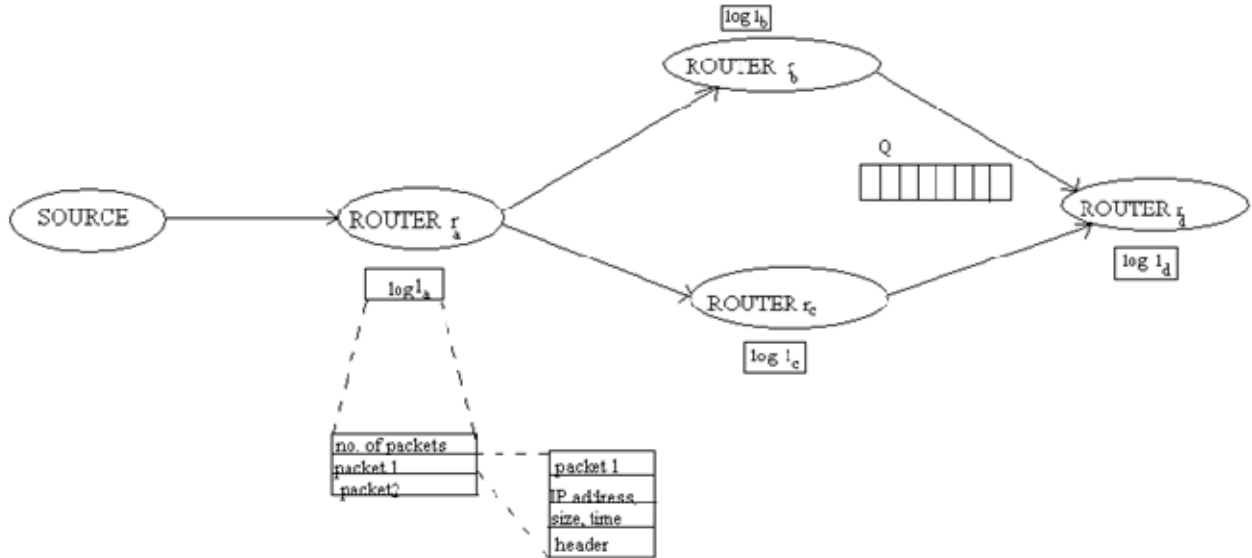 log l_b
ROUTER r_b
Q
SOURCE
ROUTER r_a
ROUTER r_d
log l_a
ROUTER r_c
log l_d
log l_c
no. of packets
packet 1
packet2
packet 1
IP address,
size, time
header